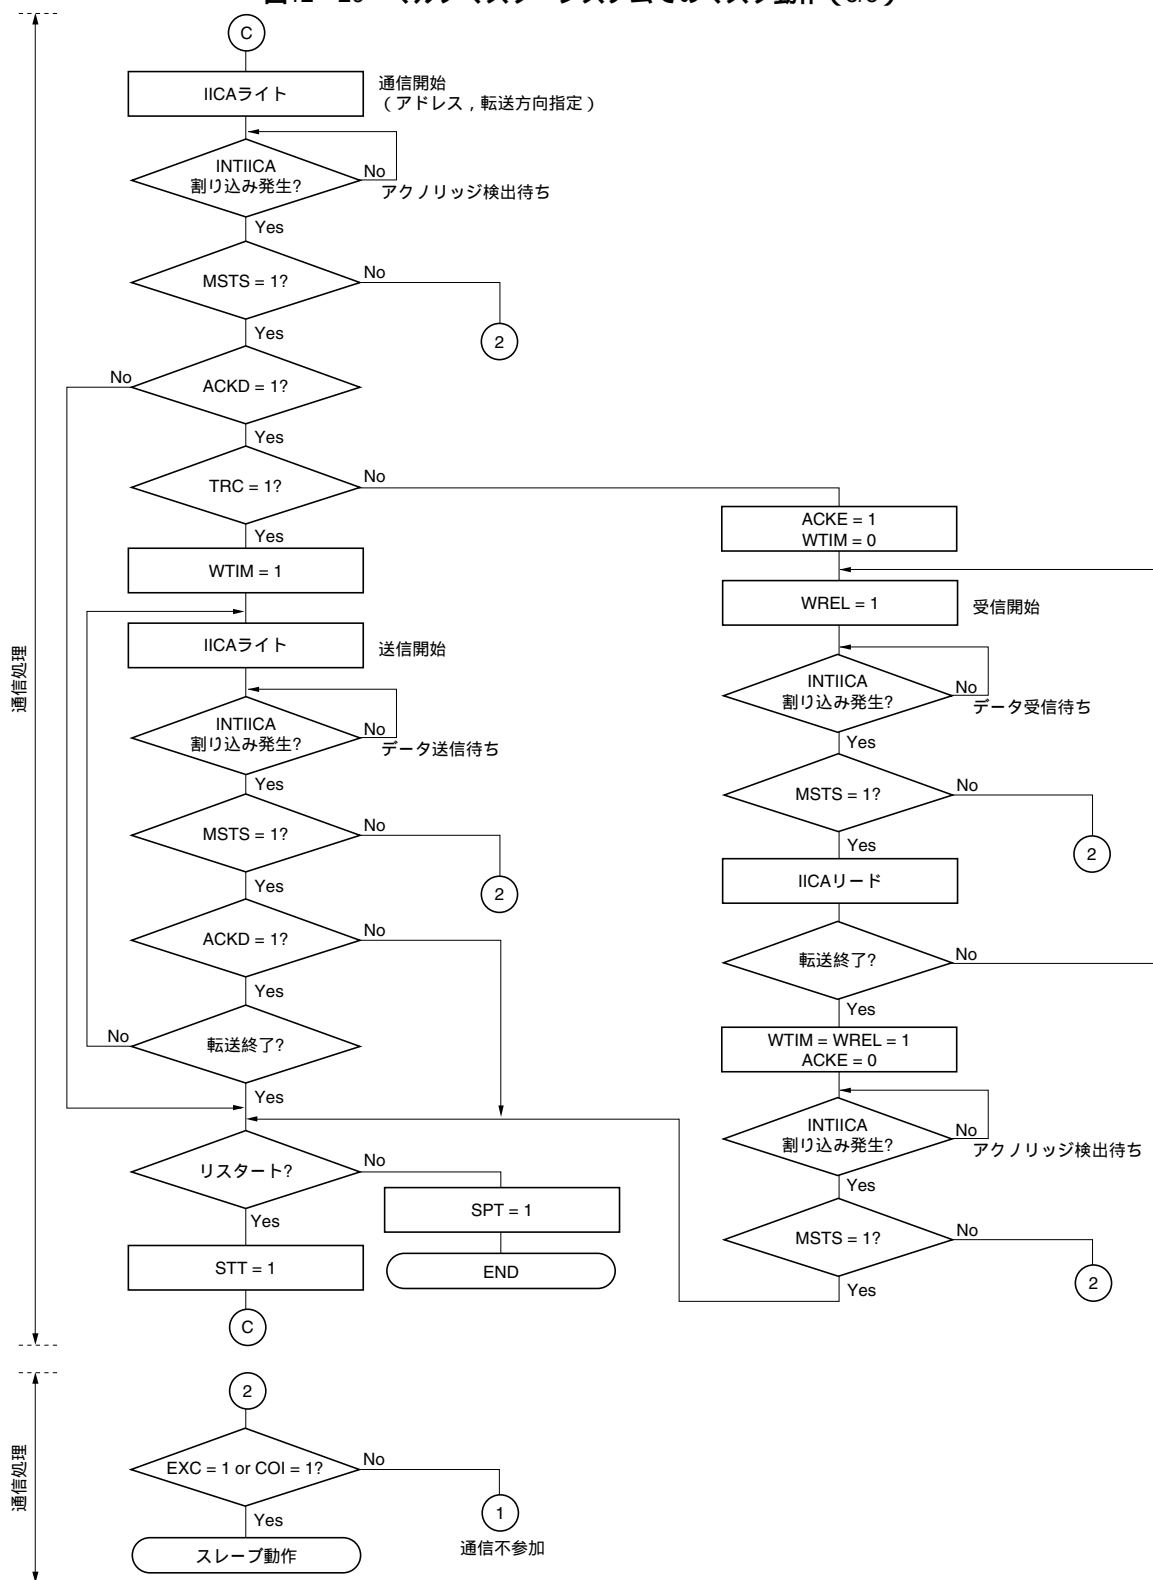 C
IICAライト
通信開始
(アドレス，転送方向指定)
INTIICA
割り込み発生?
No
アクノリッジ検出待ち
Yes
MSTS = 1?
No
2
Yes
ACKD = 1?
No
Yes
TRC = 1?
No
Yes
WTIM = 1
IICAライト
送信開始
INTIICA
割り込み発生?
No
データ送信待ち
Yes
MSTS = 1?
No
2
Yes
ACKD = 1?
No
Yes
転送終了?
No
Yes
リスタート?
No
Yes
SPT = 1
END
STT = 1
C
ACKE = 1
WTIM = 0
WREL = 1
受信開始
INTIICA
割り込み発生?
No
データ受信待ち
Yes
MSTS = 1?
No
2
Yes
IICAリード
転送終了?
No
Yes
WTIM = WREL = 1
ACKE = 0
INTIICA
割り込み発生?
No
アクノリッジ検出待ち
Yes
MSTS = 1?
No
2
Yes
通信処理
2
EXC = 1 or COI = 1?
No
1
通信不参加
Yes
スレーブ動作
通信処理